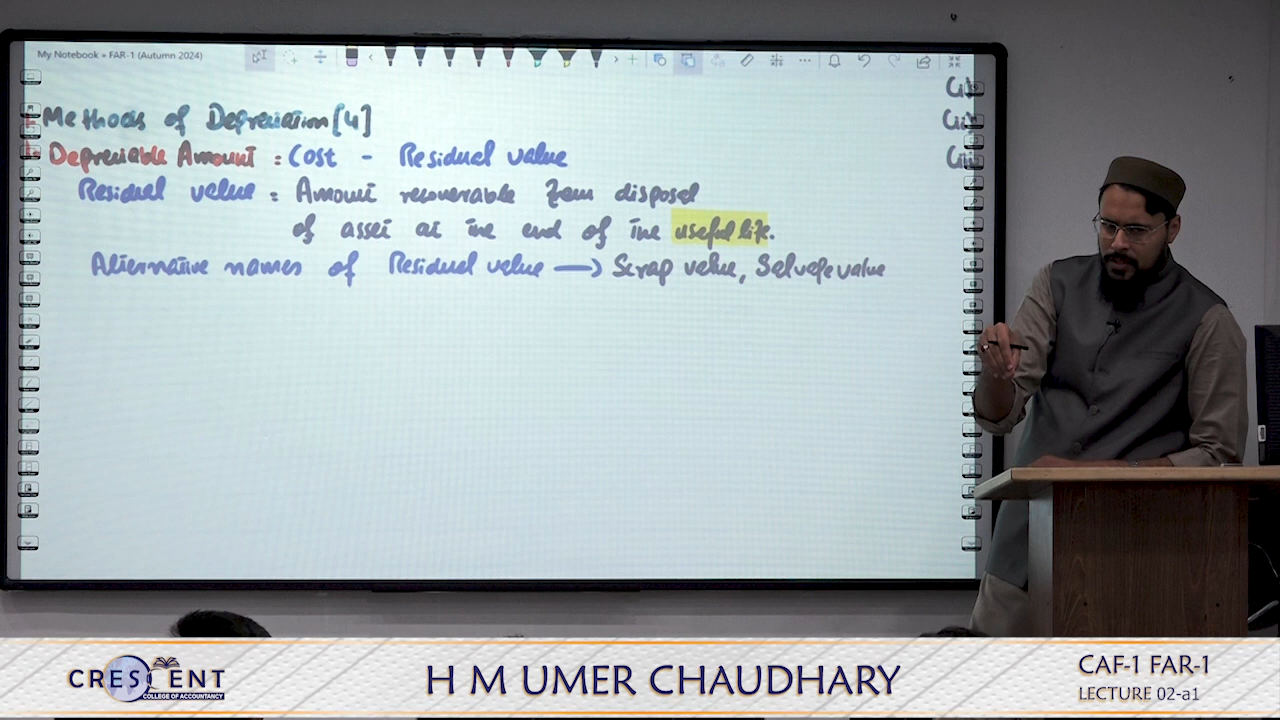 My Notebook » FAR-1 (Autumn 2024)
Methods of Depreciation [4]
Depreciable Amount : Cost - Residual value
Residual value = Amount recoverable from disposal
of asset at the end of the useful life.
Alternative names of Residual value → Scrap value, Salvage value
CRESCENT
COLLEGE OF ACCOUNTANCY
H M UMER CHAUDHARY
CAF-1 FAR-1
LECTURE 02-a1